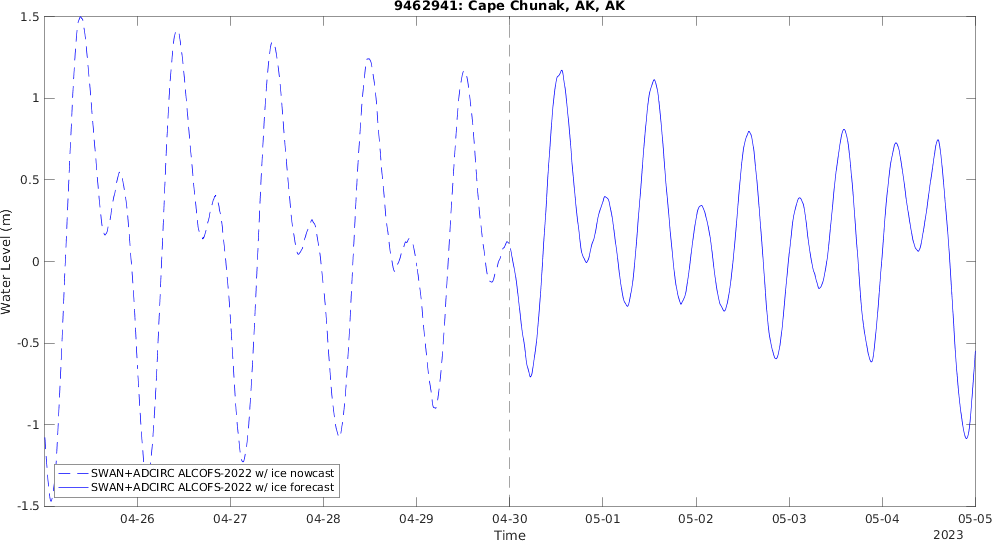 9462941: Cape Chunak, AK, AK
1.5
1
0.5
0
-0.5
-1
-1.5
Water Level (m)
SWAN+ADCIRC ALCOFS-2022 w/ ice nowcast
SWAN+ADCIRC ALCOFS-2022 w/ ice forecast
04-26 04-27 04-28 04-29 04-30 05-01 05-02 05-03 05-04 05-05
Time
2023